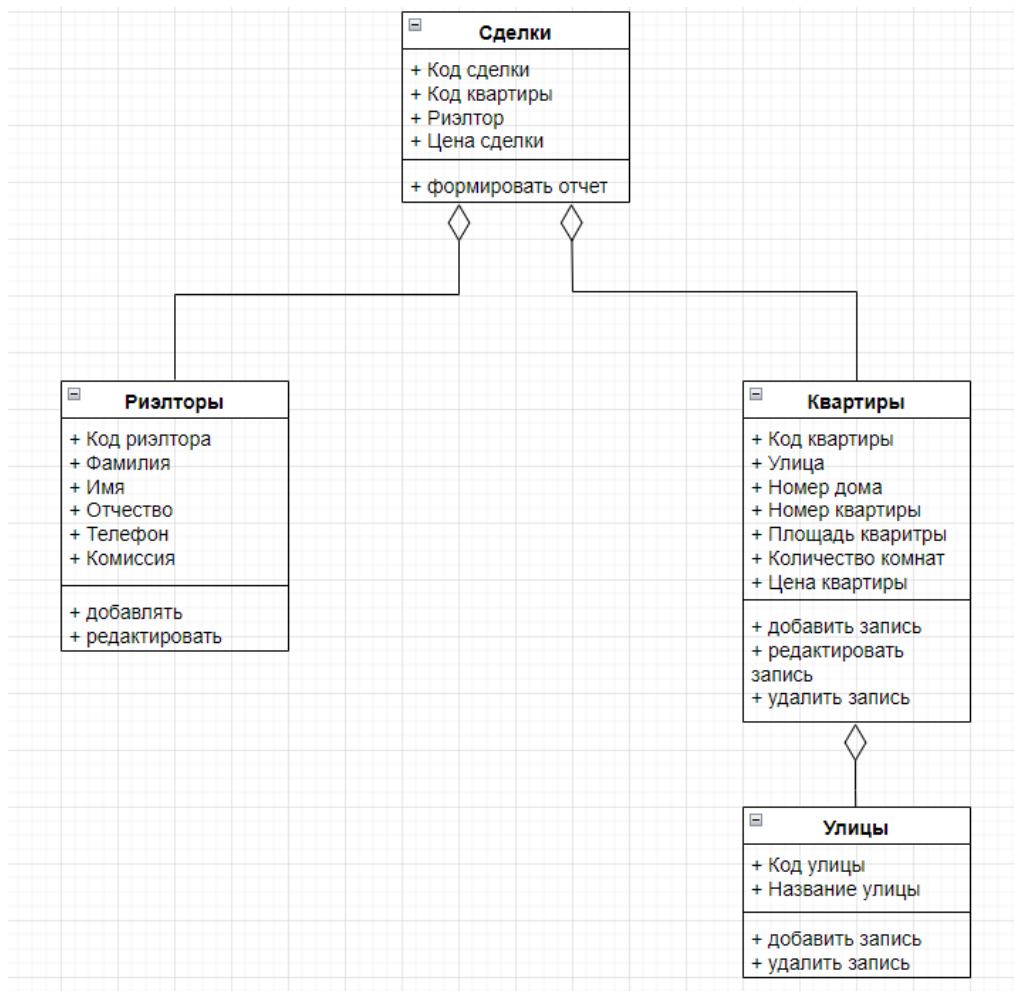 Сделки
+ Код сделки
+ Код квартиры
+ Риэлтор
+ Цена сделки
+ формировать отчет
Риэлторы
+ Код риэлтора
+ Фамилия
+ Имя
+ Отчество
+ Телефон
+ Комиссия
+ добавлять
+ редактировать
Квартиры
+ Код квартиры
+ Улица
+ Номер дома
+ Номер квартиры
+ Площадь кваритры
+ Количество комнат
+ Цена квартиры
+ добавить запись
+ редактировать
запись
+ удалить запись
Улицы
+ Код улицы
+ Название улицы
+ добавить запись
+ удалить запись